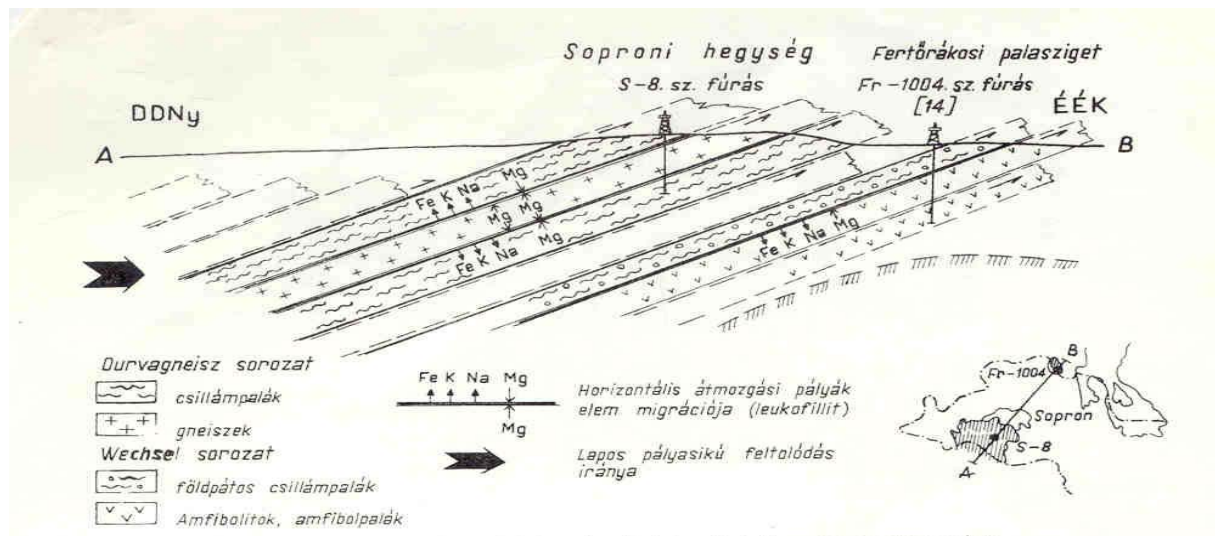 Soproni hegység
S-8. sz. fúrás
Fertőrákosi palasziget
Fr-1004. sz. fúrás
[14]
DDNy
ÉÉK
A
B
Fe K Na Mg
Mg Mg
Fe K Na Mg
Fe K Na Mg
Durvagneisz sorozat
csillámpalák
gneiszek
Wechsel sorozat
földpátos csillámpalák
Amfibolitok, amfibolpalák
Fe K Na Mg
Mg
Horizontális átmozgási pályák
elem migrációja (leukofillit)
Lapos pályasikú feltolódás
iránya
B
Fr-1004
Sopron
S-8
A